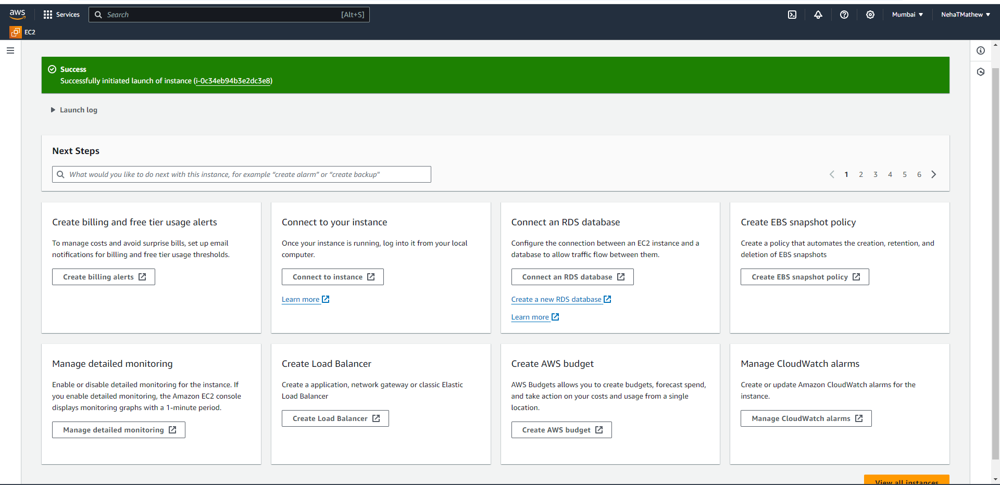 aws
Services
Search
[Alt+S]
Mumbai
NehaTMathew
EC2
Success
Successfully initiated launch of instance (i-0c34eb94b3e2dc3e8)
Launch log
Next Steps
What would you like to do next with this instance, for example “create alarm” or “create backup"
1 2 3 4 5 6
Create billing and free tier usage alerts
To manage costs and avoid surprise bills, set up email
notifications for billing and free tier usage thresholds.
Create billing alerts
Connect to your instance
Once your instance is running, log into it from your local
computer.
Connect to instance
Learn more
Connect an RDS database
Configure the connection between an EC2 instance and a
database to allow traffic flow between them.
Connect an RDS database
Create a new RDS database
Learn more
Create EBS snapshot policy
Create a policy that automates the creation, retention, and
deletion of EBS snapshots
Create EBS snapshot policy
Manage detailed monitoring
Enable or disable detailed monitoring for the instance. If
you enable detailed monitoring, the Amazon EC2 console
displays monitoring graphs with a 1-minute period.
Manage detailed monitoring
Create Load Balancer
Create a application, network gateway or classic Elastic
Load Balancer
Create Load Balancer
Create AWS budget
AWS Budgets allows you to create budgets, forecast spend,
and take action on your costs and usage from a single
location.
Create AWS budget
Manage CloudWatch alarms
Create or update Amazon CloudWatch alarms for the
instance.
Manage CloudWatch alarms
View all instances